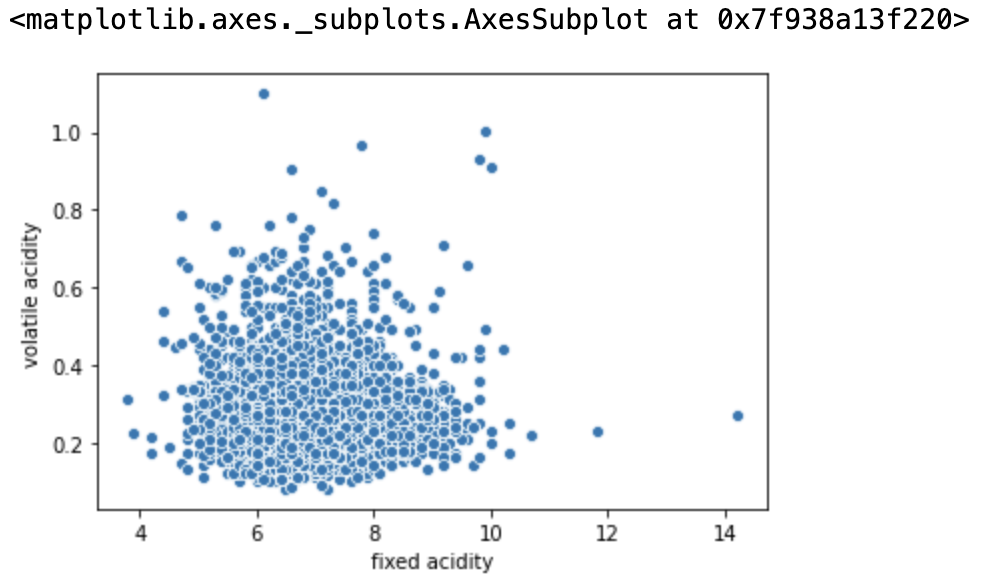 <matplotlib.axes._subplots.AxesSubplot at 0x7f938a13f220>
1.0
0.8
0.6
0.4
0.2
volatile acidity
4 6 8 10 12 14
fixed acidity